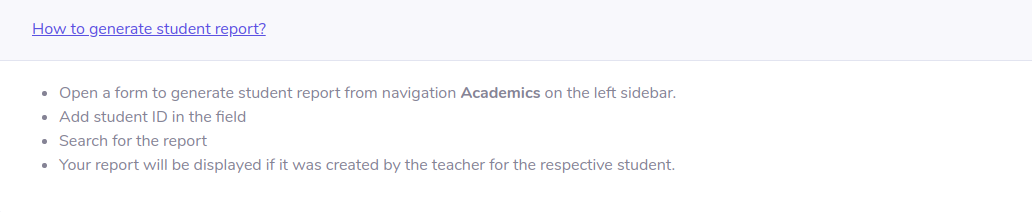 How to generate student report?
Open a form to generate student report from navigation Academics on the left sidebar.
Add student ID in the field
Search for the report
Your report will be displayed if it was created by the teacher for the respective student.